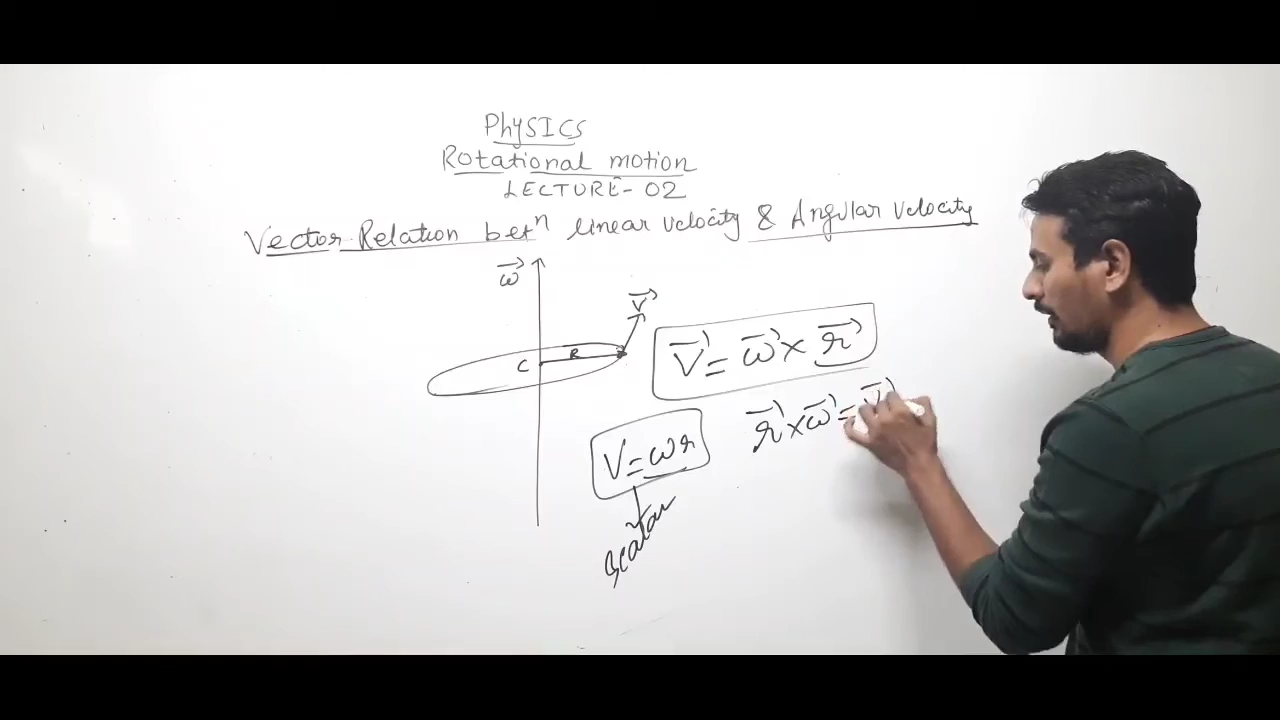 PhySICS
Rotational motion
LECTURE-02
Vector Relation betⁿ linear velocity & Angular velocity
ω⃗
V⃗
R
C
V⃗ = ω⃗ × r⃗
r⃗ × ω⃗ = V⃗
V = ωr
Scalar